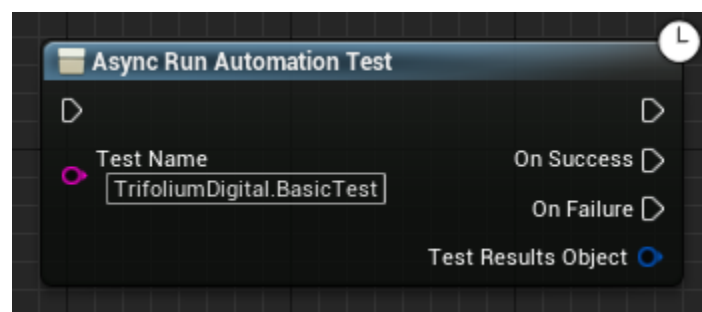 Async Run Automation Test
Test Name
On Success
TrifoliumDigital.BasicTest
On Failure
Test Results Object